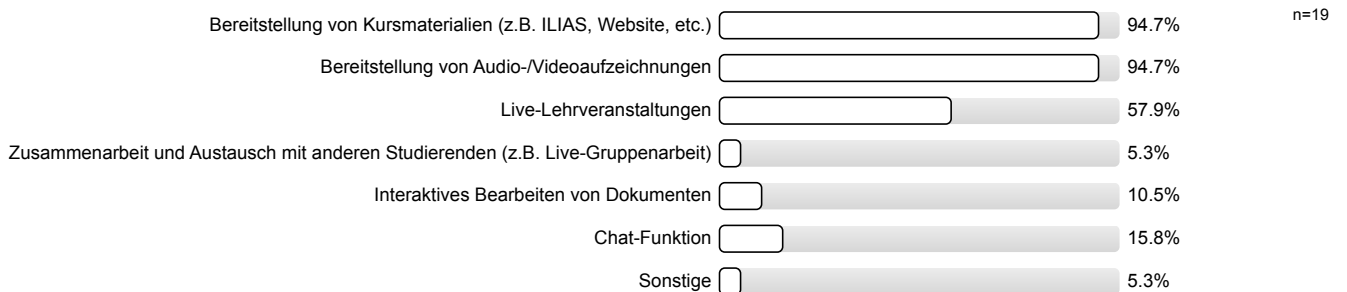 Bereitstellung von Kursmaterialien (z.B. ILIAS, Website, etc.) 94.7% n=19
Bereitstellung von Audio-/Videoaufzeichnungen 94.7%
Live-Lehrveranstaltungen 57.9%
Zusammenarbeit und Austausch mit anderen Studierenden (z.B. Live-Gruppenarbeit) 5.3%
Interaktives Bearbeiten von Dokumenten 10.5%
Chat-Funktion 15.8%
Sonstige 5.3%